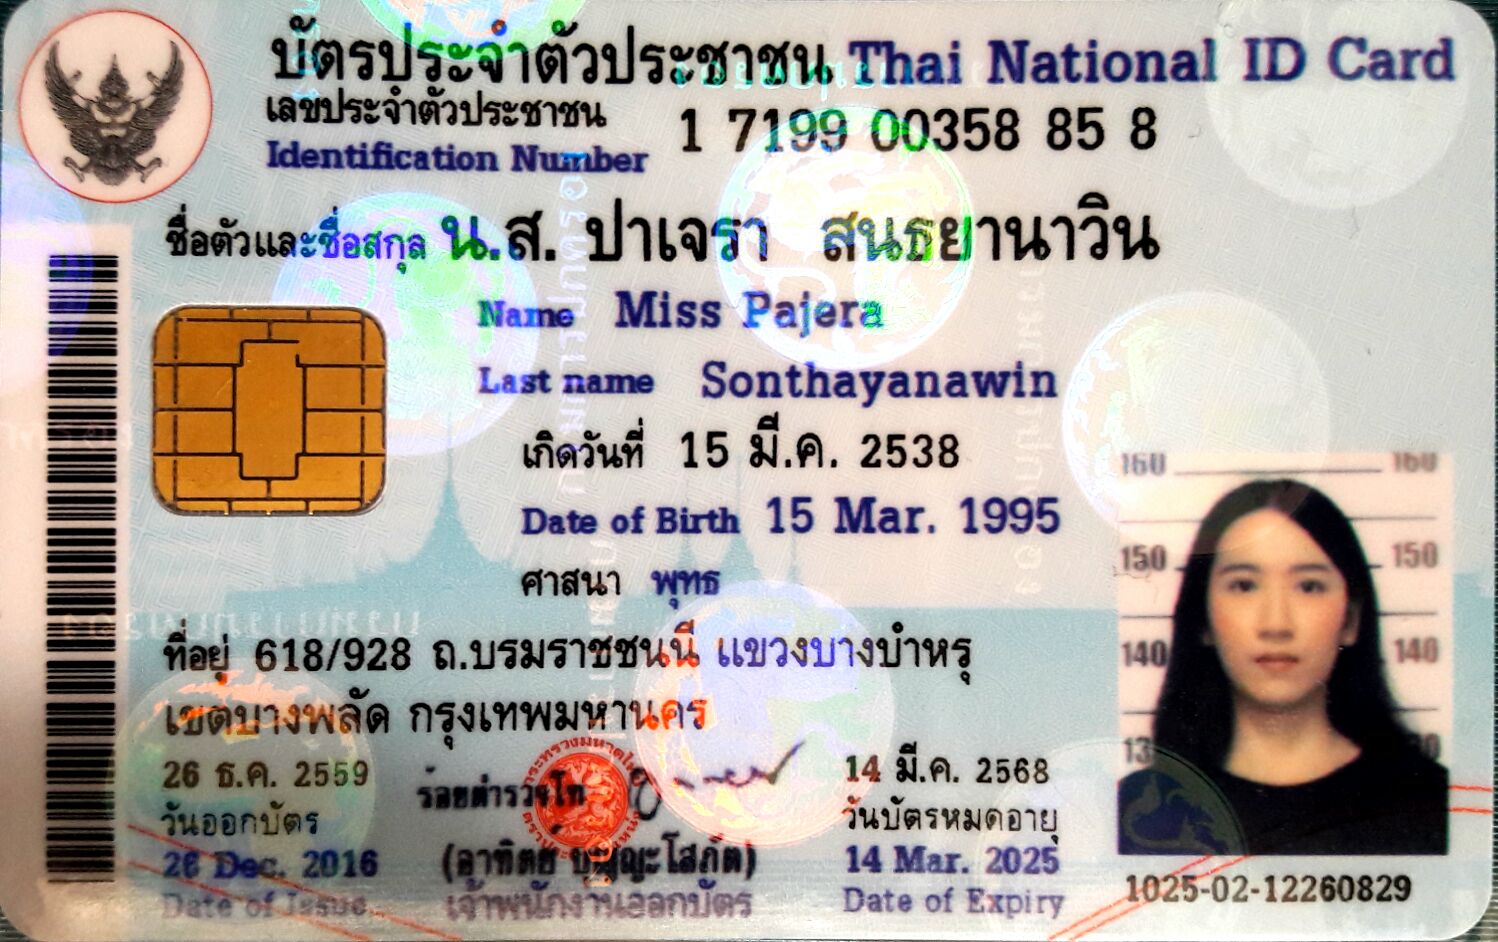 บัตรประจำตัวประชาชน Thai National ID Card
เลขประจำตัวประชาชน
Identification Number 1 7199 00358 85 8
ชื่อตัวและชื่อสกุล น.ส. ปาเจรา สนธยานาวิน
Name Miss Pajera
Last name Sonthayanawin
เกิดวันที่ 15 มี.ค. 2538
Date of Birth 15 Mar. 1995
ศาสนา พุทธ
ที่อยู่ 618/928 ถ.บรมราชชนนี แขวงบางบำหรุ
เขตบางพลัด กรุงเทพมหานคร
26 ธ.ค. 2559
วันออกบัตร
26 Dec. 2016
Date of Issue
ร้อยตำรวจโท
(อาทิตย์ บุญญะโสภัต)
เจ้าพนักงานออกบัตร
14 มี.ค. 2568
วันบัตรหมดอายุ
14 Mar. 2025
Date of Expiry
160 160
150 150
140 140
1025-02-12260829